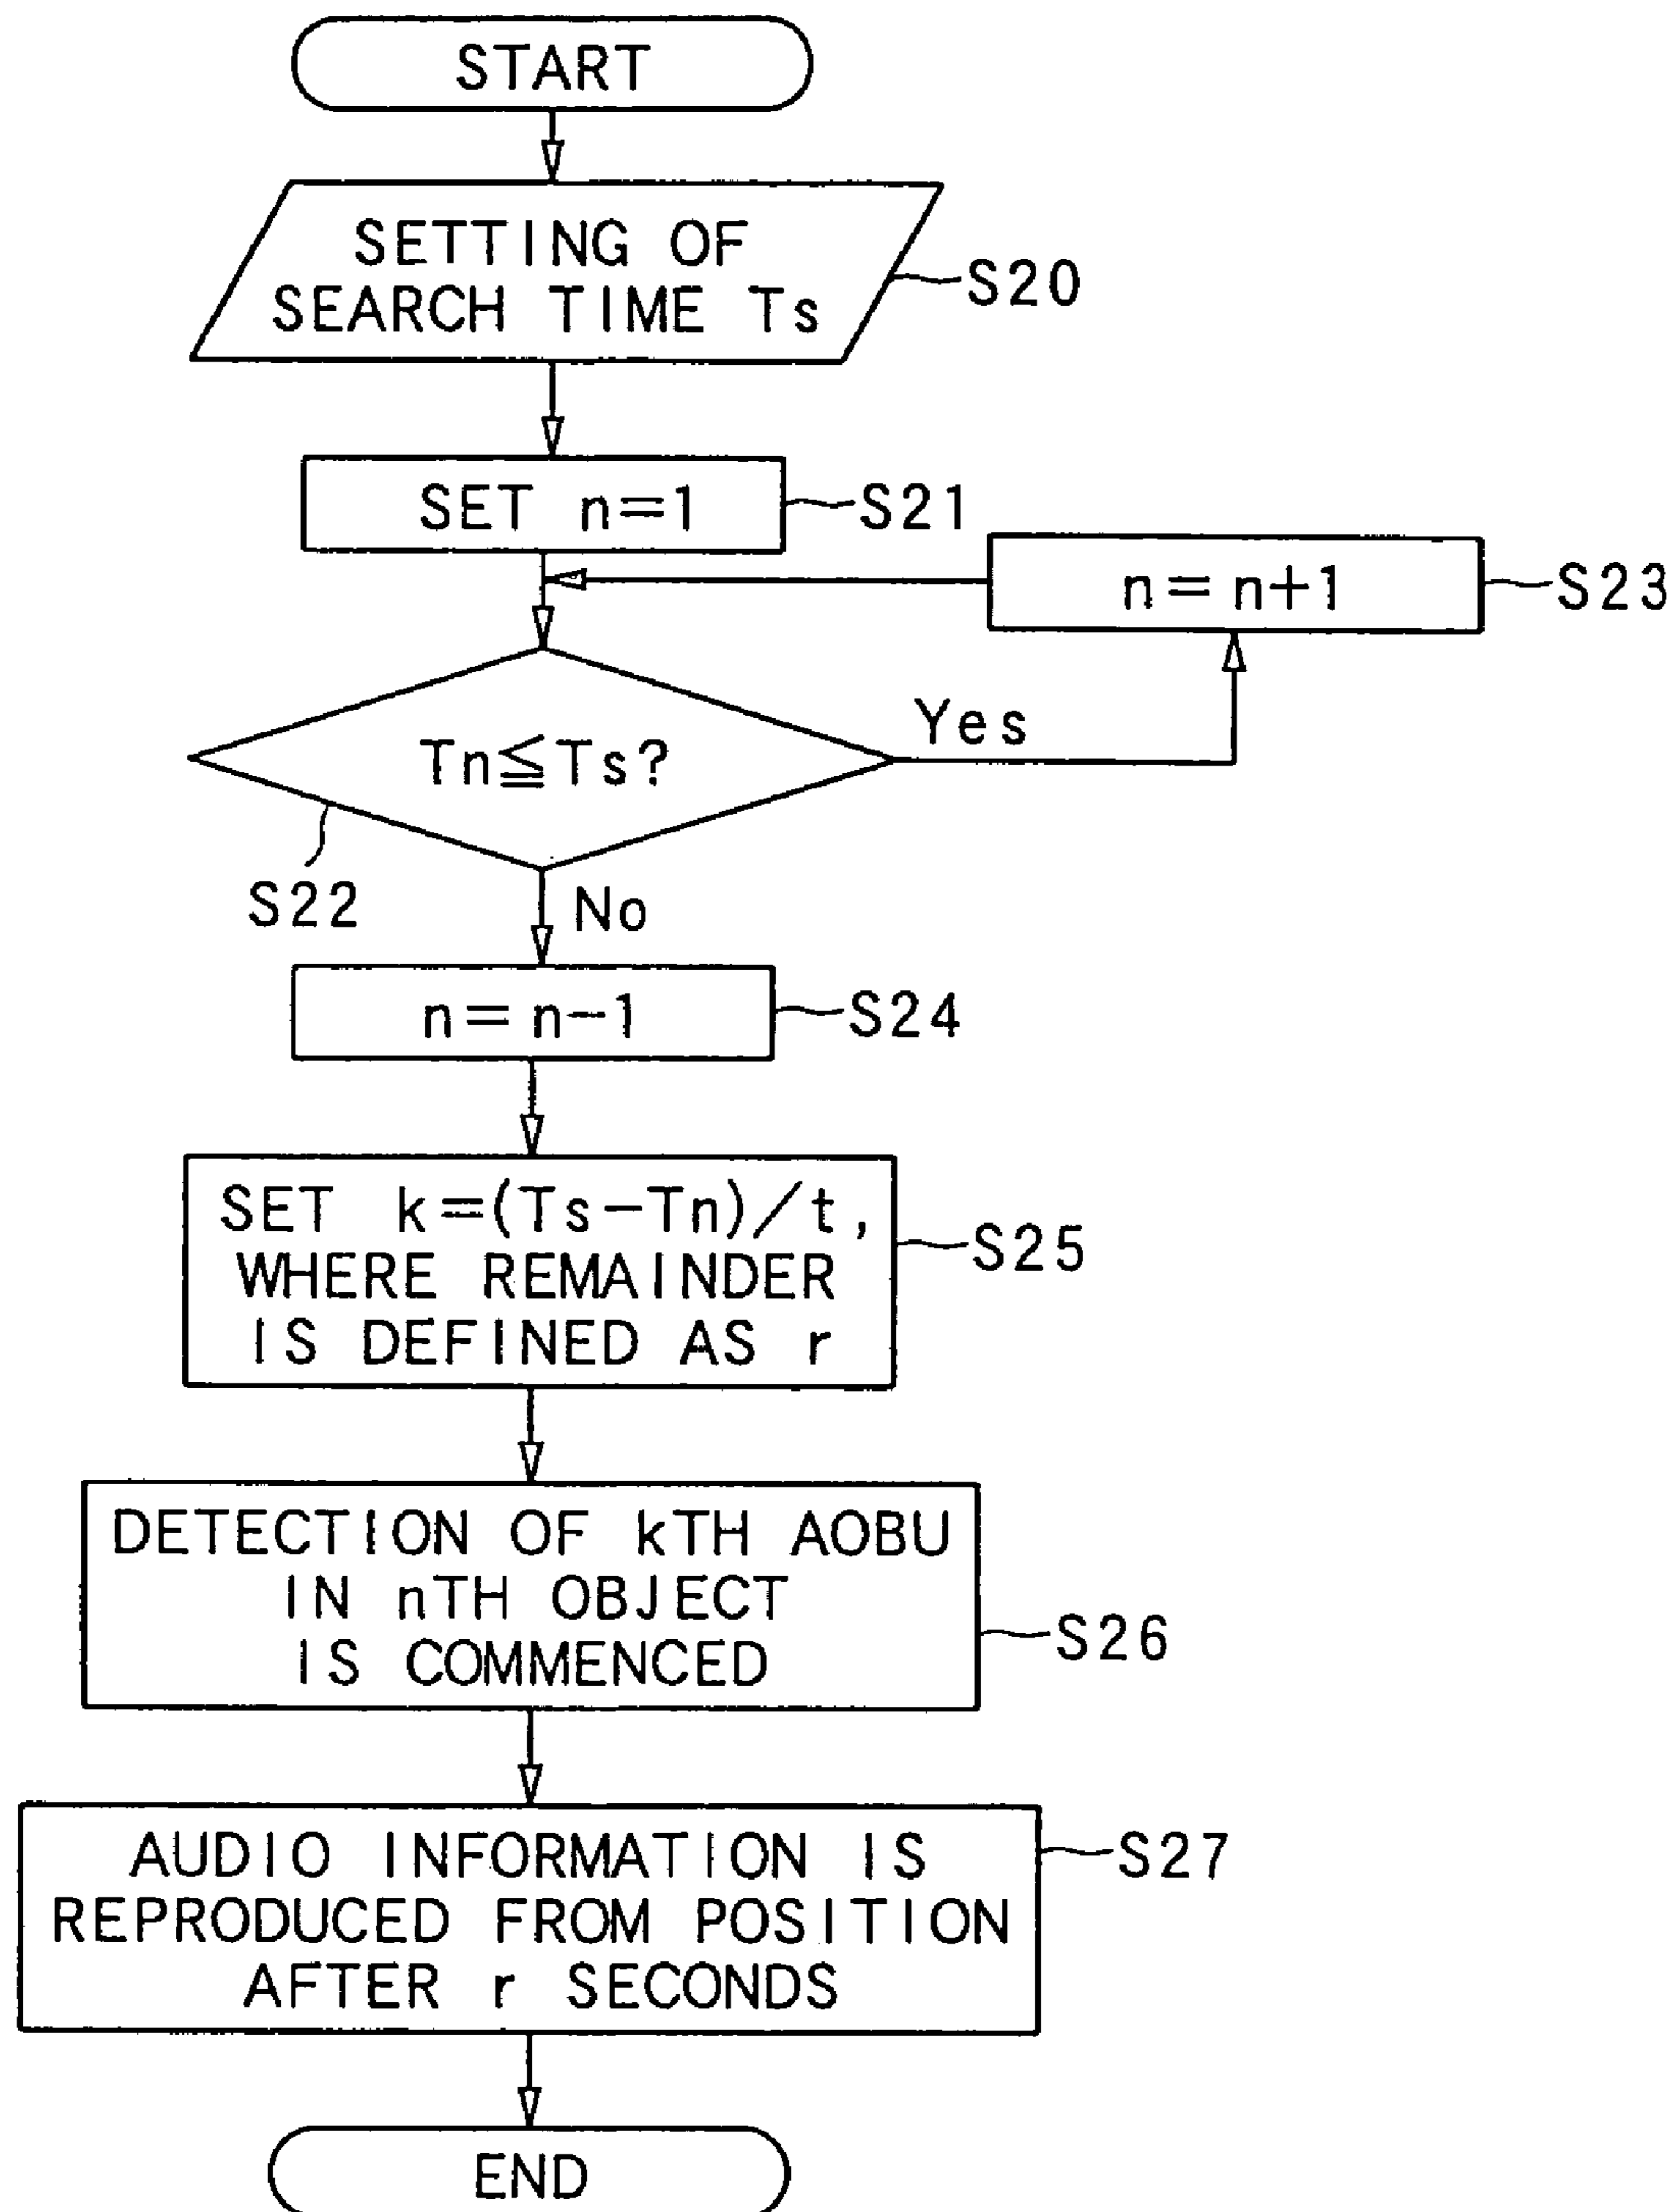 START
SETTING OF
SEARCH TIME Ts
S20
SET n=1
S21
n=n+1
S23
Tn≦Ts?
Yes
S22
No
n=n-1
S24
SET k=(Ts-Tn)/t,
WHERE REMAINDER
IS DEFINED AS r
S25
DETECTION OF kTH AOBU
IN nTH OBJECT
IS COMMENCED
S26
AUDIO INFORMATION IS
REPRODUCED FROM POSITION
AFTER r SECONDS
S27
END